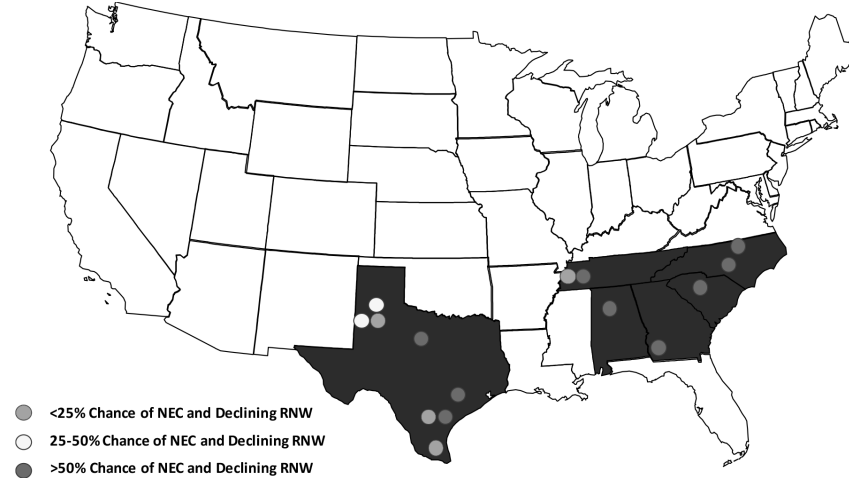 <25% Chance of NEC and Declining RNW
25-50% Chance of NEC and Declining RNW
>50% Chance of NEC and Declining RNW